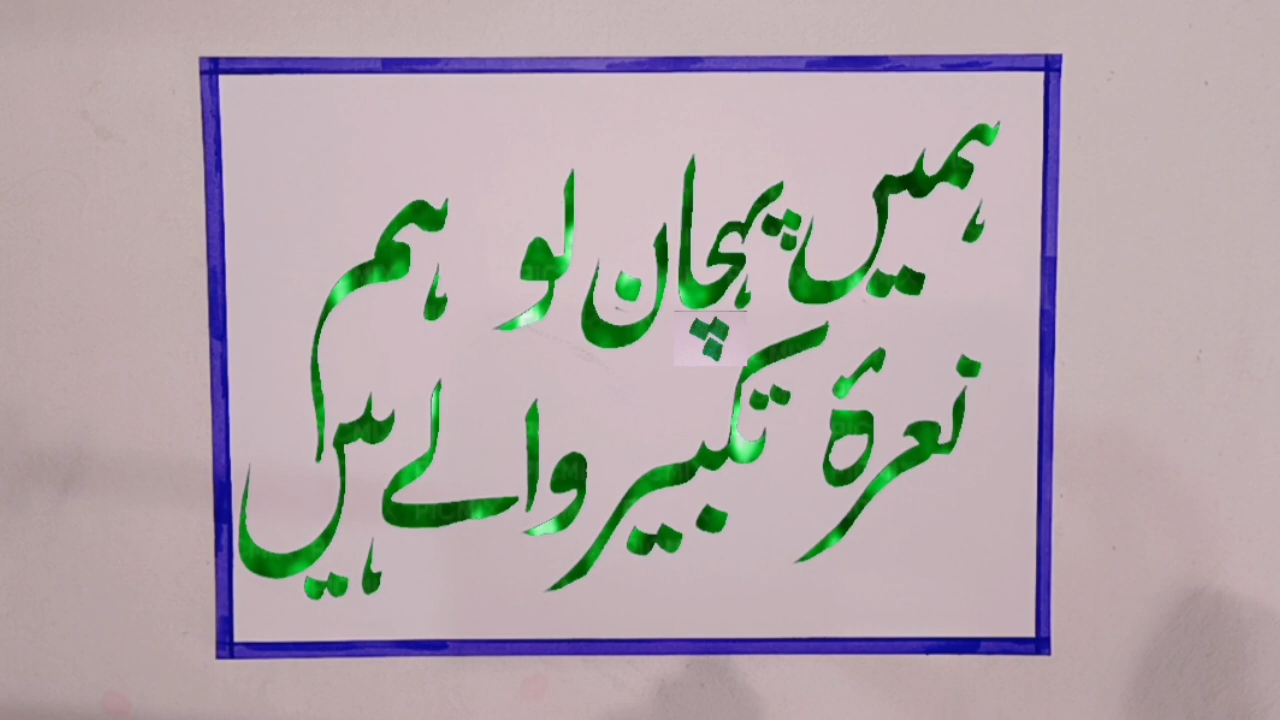 ہمیں پہچان لو ہم
نعرۂ تکبیر والے ہیں